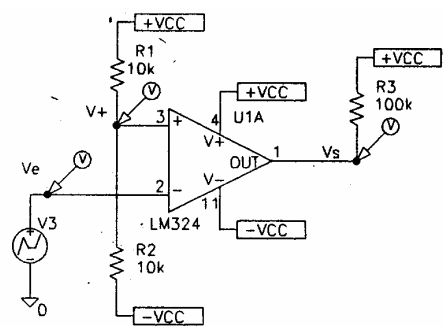 +VCC
R1
10k
+VCC
+VCC
R3
100k
V
V+
3
+
4
U1A
V+
V
Ve
V
OUT
1
Vs
2
-
V-
11
LM324
V3
+
-
R2
10k
-VCC
0
-VCC